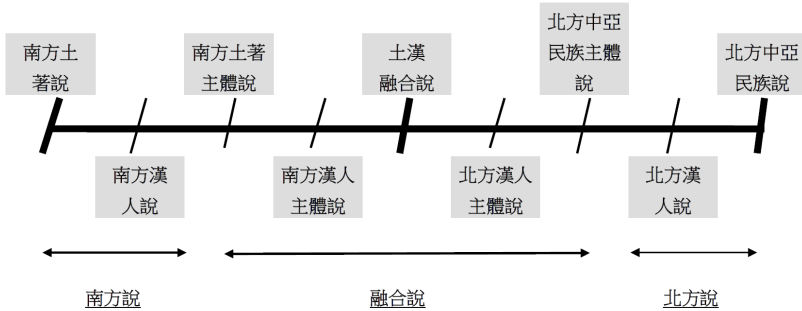 南方土
著說
南方土著
主體說
土漢
融合說
北方中亞
民族主體
說
北方中亞
民族說
南方漢
人說
南方漢人
主體說
北方漢人
主體說
北方漢
人說
南方說
融合說
北方說